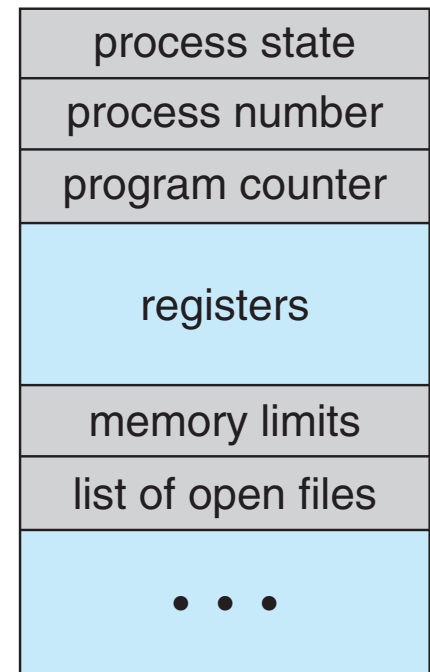 process state
process number
program counter
registers
memory limits
list of open files
• • •